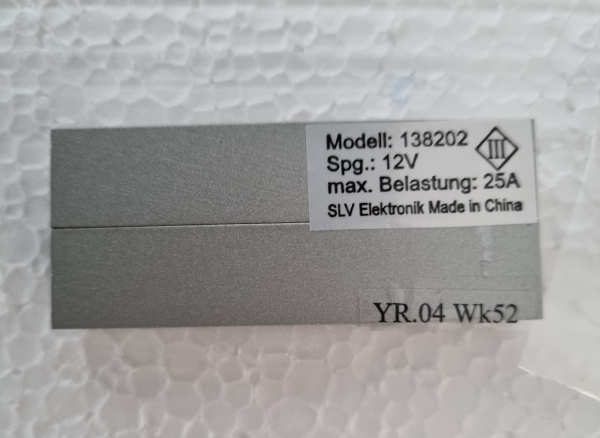 Modell: 138202
III
Spg.: 12V
max. Belastung: 25A
SLV Elektronik Made in China
YR.04 Wk52